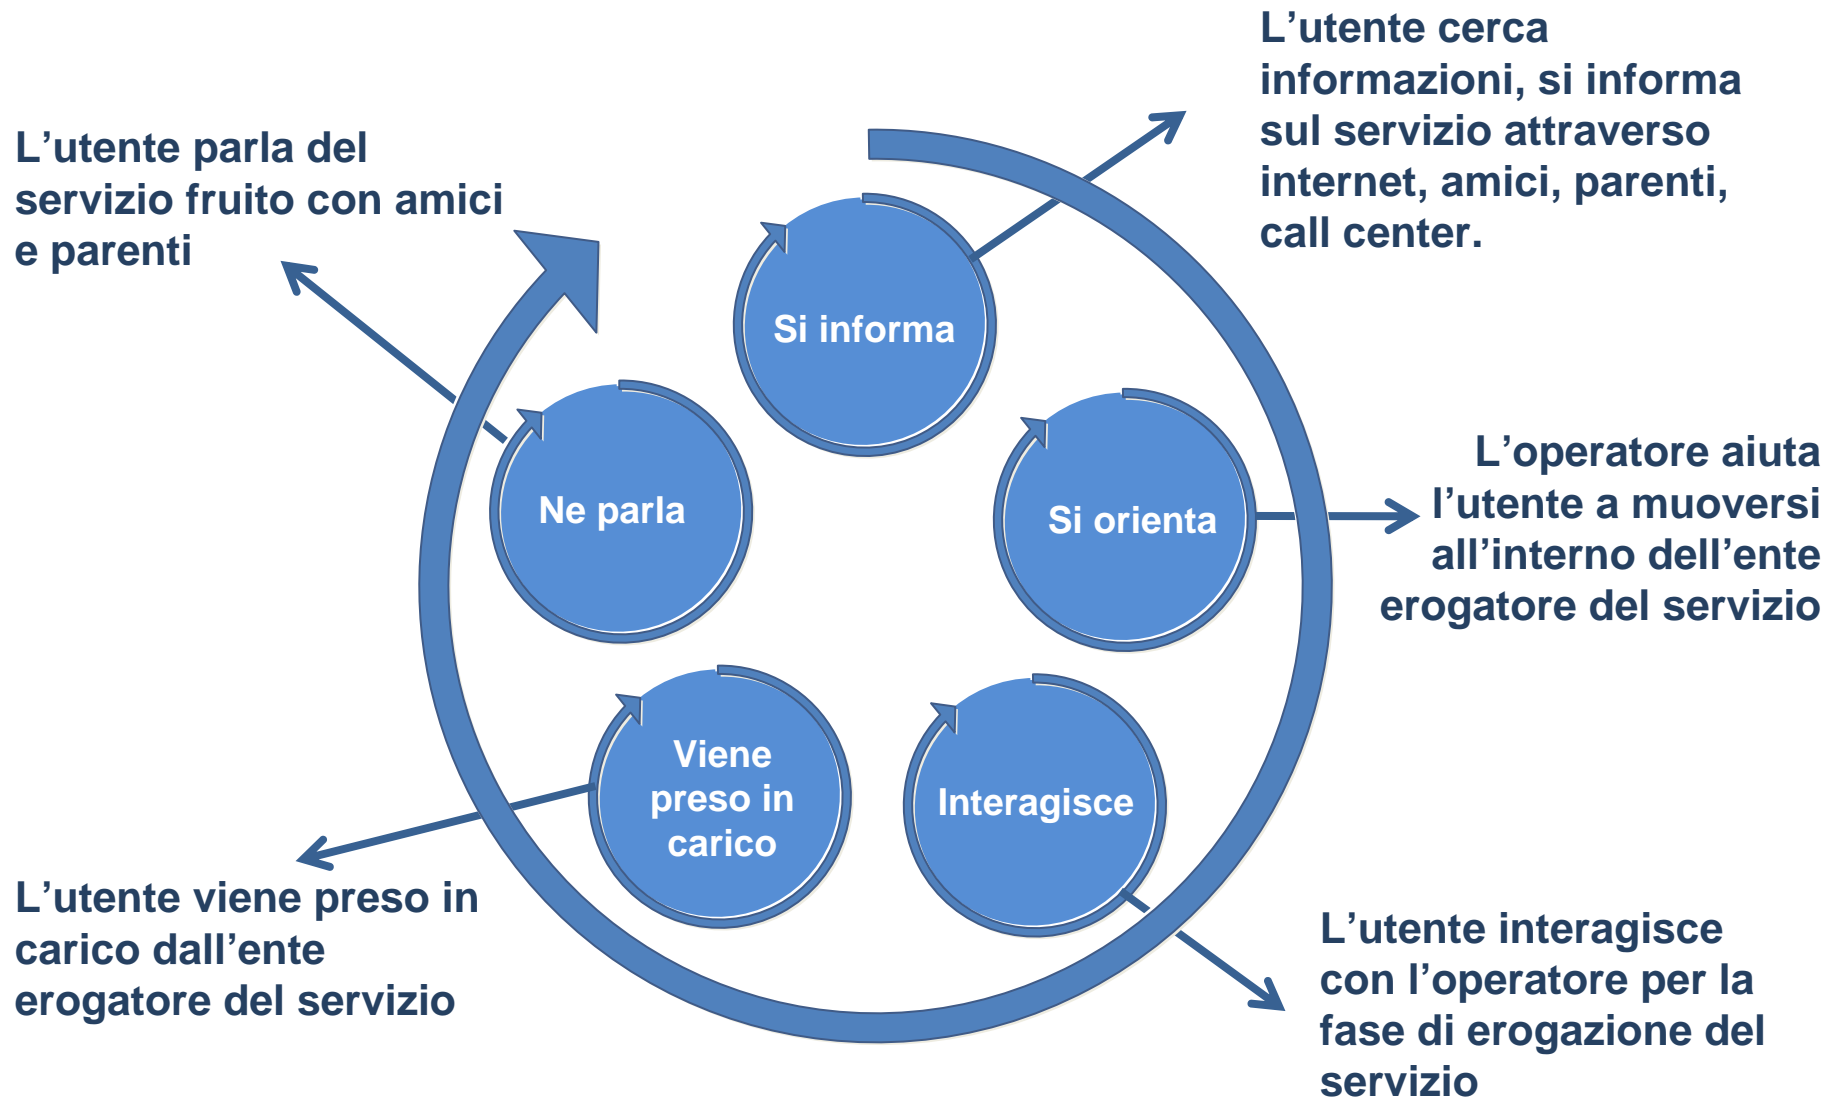 L’utente cerca
informazioni, si informa
sul servizio attraverso
internet, amici, parenti,
call center.
L’utente parla del
servizio fruito con amici
e parenti
Si informa
Ne parla
Si orienta
L’operatore aiuta
l’utente a muoversi
all’interno dell’ente
erogatore del servizio
Viene
preso in
carico
Interagisce
L’utente viene preso in
carico dall’ente
erogatore del servizio
L’utente interagisce
con l’operatore per la
fase di erogazione del
servizio